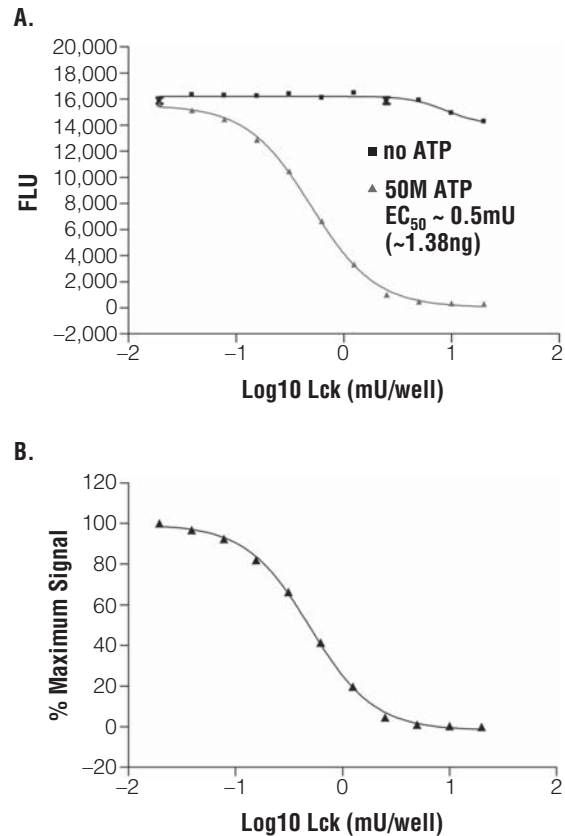 A.
20,000
18,000
16,000
14,000
12,000
10,000
8,000
6,000
4,000
2,000
0
−2,000
FLU
no ATP
50M ATP
EC50 ~ 0.5mU
(~1.38ng)
−2 −1 0 1 2
Log10 Lck (mU/well)
B.
120
100
80
60
40
20
0
−20
% Maximum Signal
−2 −1 0 1 2
Log10 Lck (mU/well)